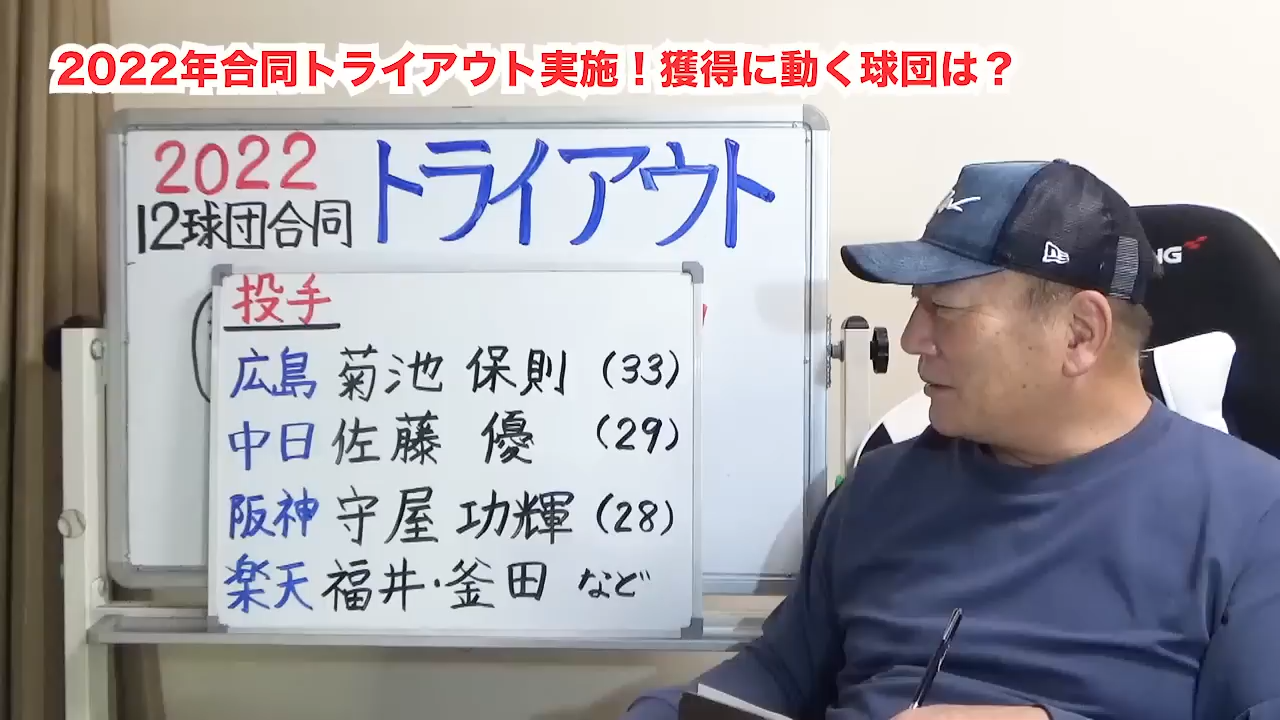 2022年合同トライアウト実施！獲得に動く球団は？
2022
12球団合同
トライアウト
投手
広島 菊池 保則 (33)
中日 佐藤 優 (29)
阪神 守屋 功輝 (28)
楽天 福井・釜田 など